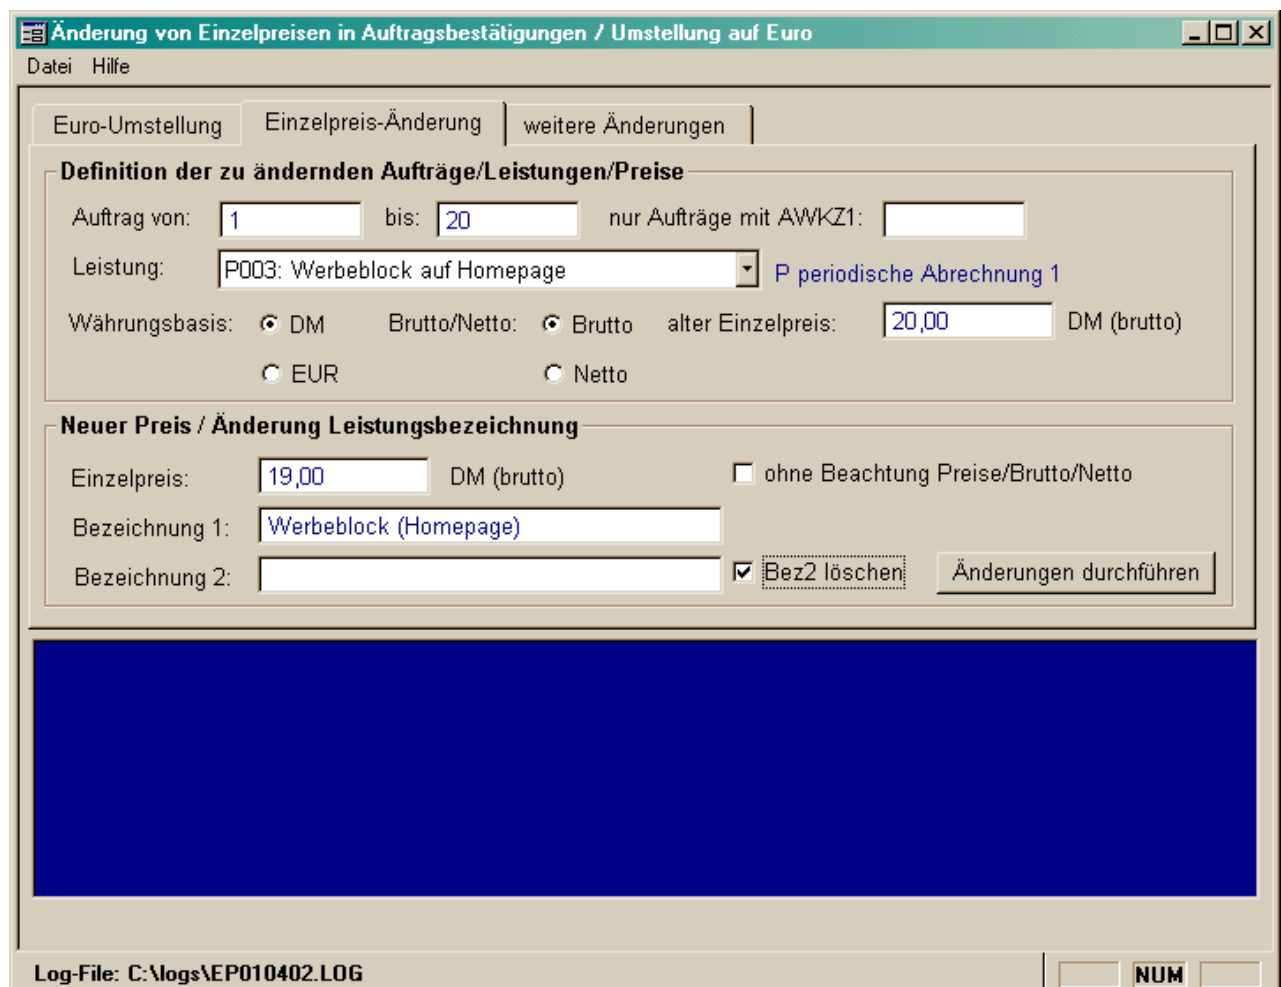 Änderung von Einzelpreisen in Auftragsbestätigungen / Umstellung auf Euro
Datei Hilfe
Euro-Umstellung Einzelpreis-Änderung weitere Änderungen
Definition der zu ändernden Aufträge/Leistungen/Preise
Auftrag von: 1 bis: 20 nur Aufträge mit AWKZ1:
Leistung: P003: Werbeblock auf Homepage P periodische Abrechnung 1
Währungsbasis: DM Brutto/Netto: Brutto alter Einzelpreis: 20,00 DM (brutto)
EUR Netto
Neuer Preis / Änderung Leistungsbezeichnung
Einzelpreis: 19,00 DM (brutto) ohne Beachtung Preise/Brutto/Netto
Bezeichnung 1: Werbeblock (Homepage)
Bezeichnung 2: Bez2 löschen Änderungen durchführen
Log-File: C:\logs\EP010402.LOG NUM